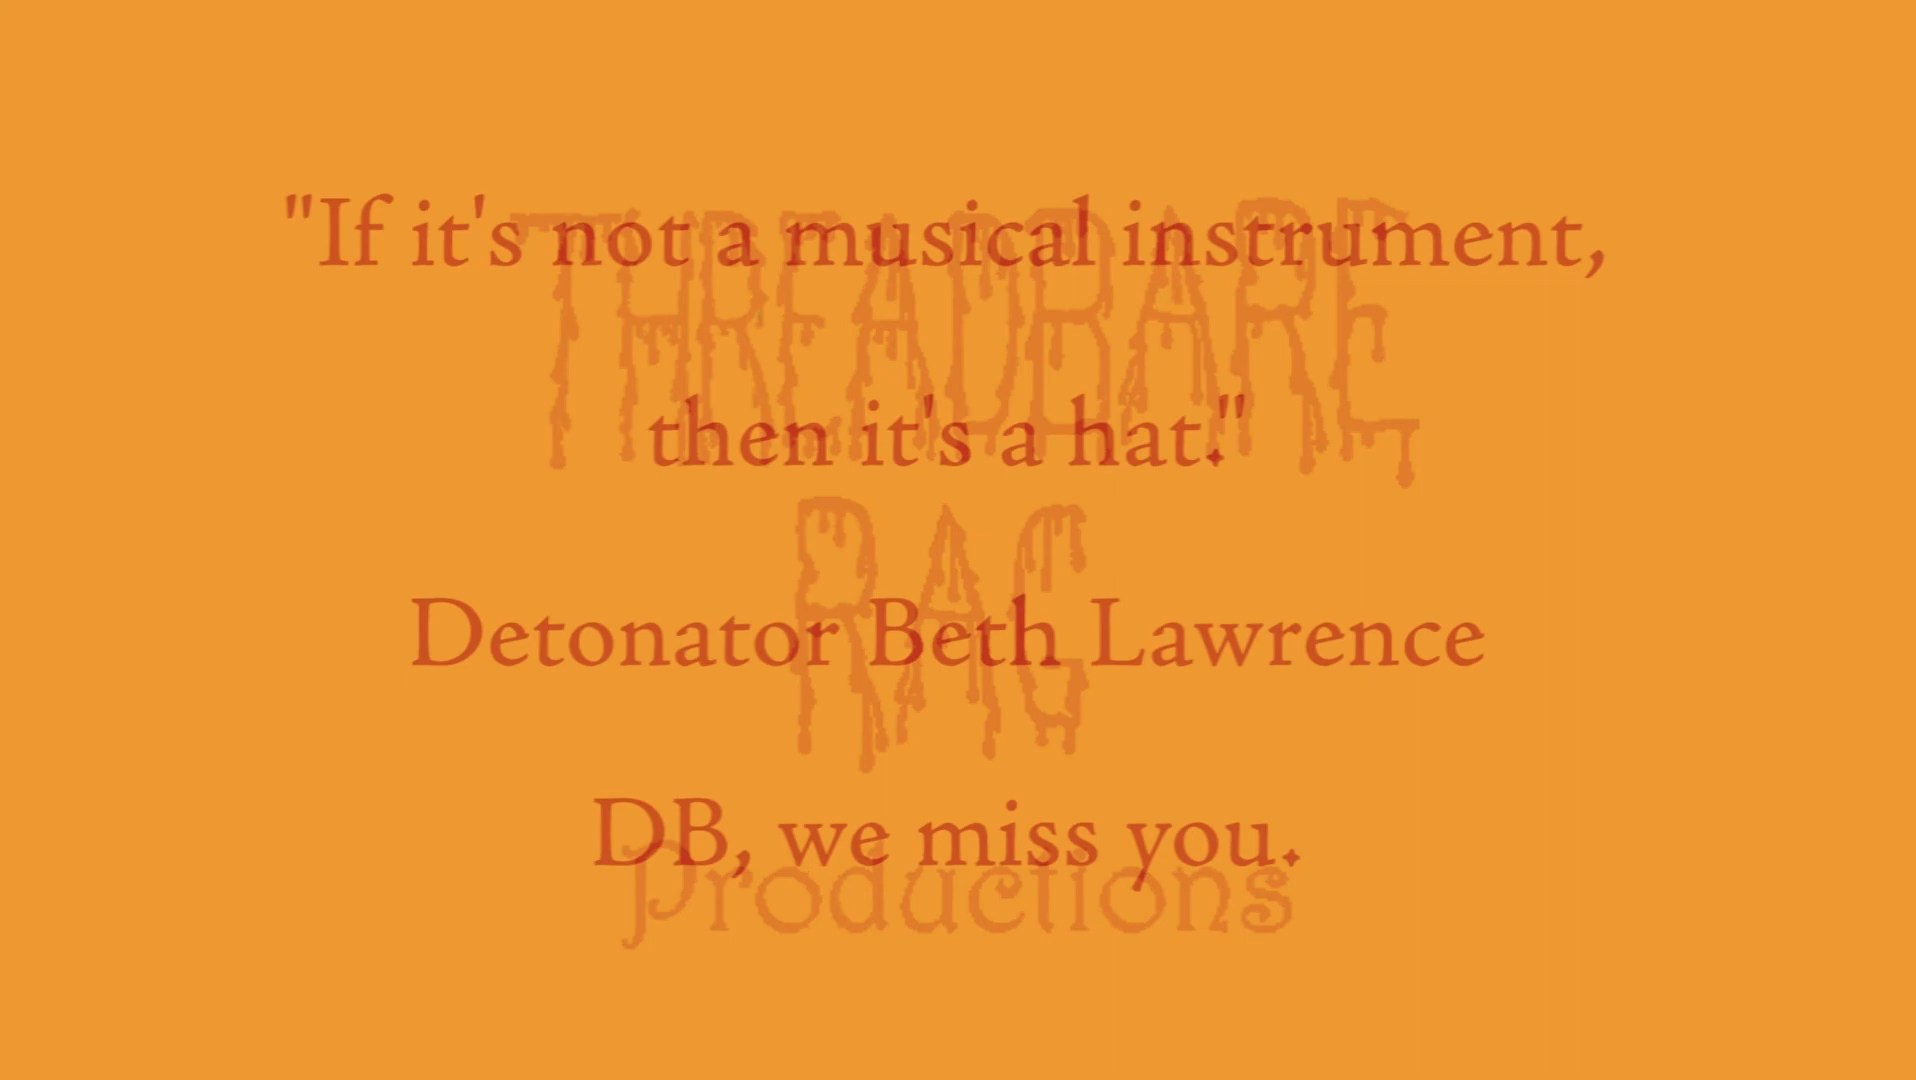 "If it's not a musical instrument,
then it's a hat."
Detonator Beth Lawrence
DB, we miss you.
THREADBARE
RAG
Productions